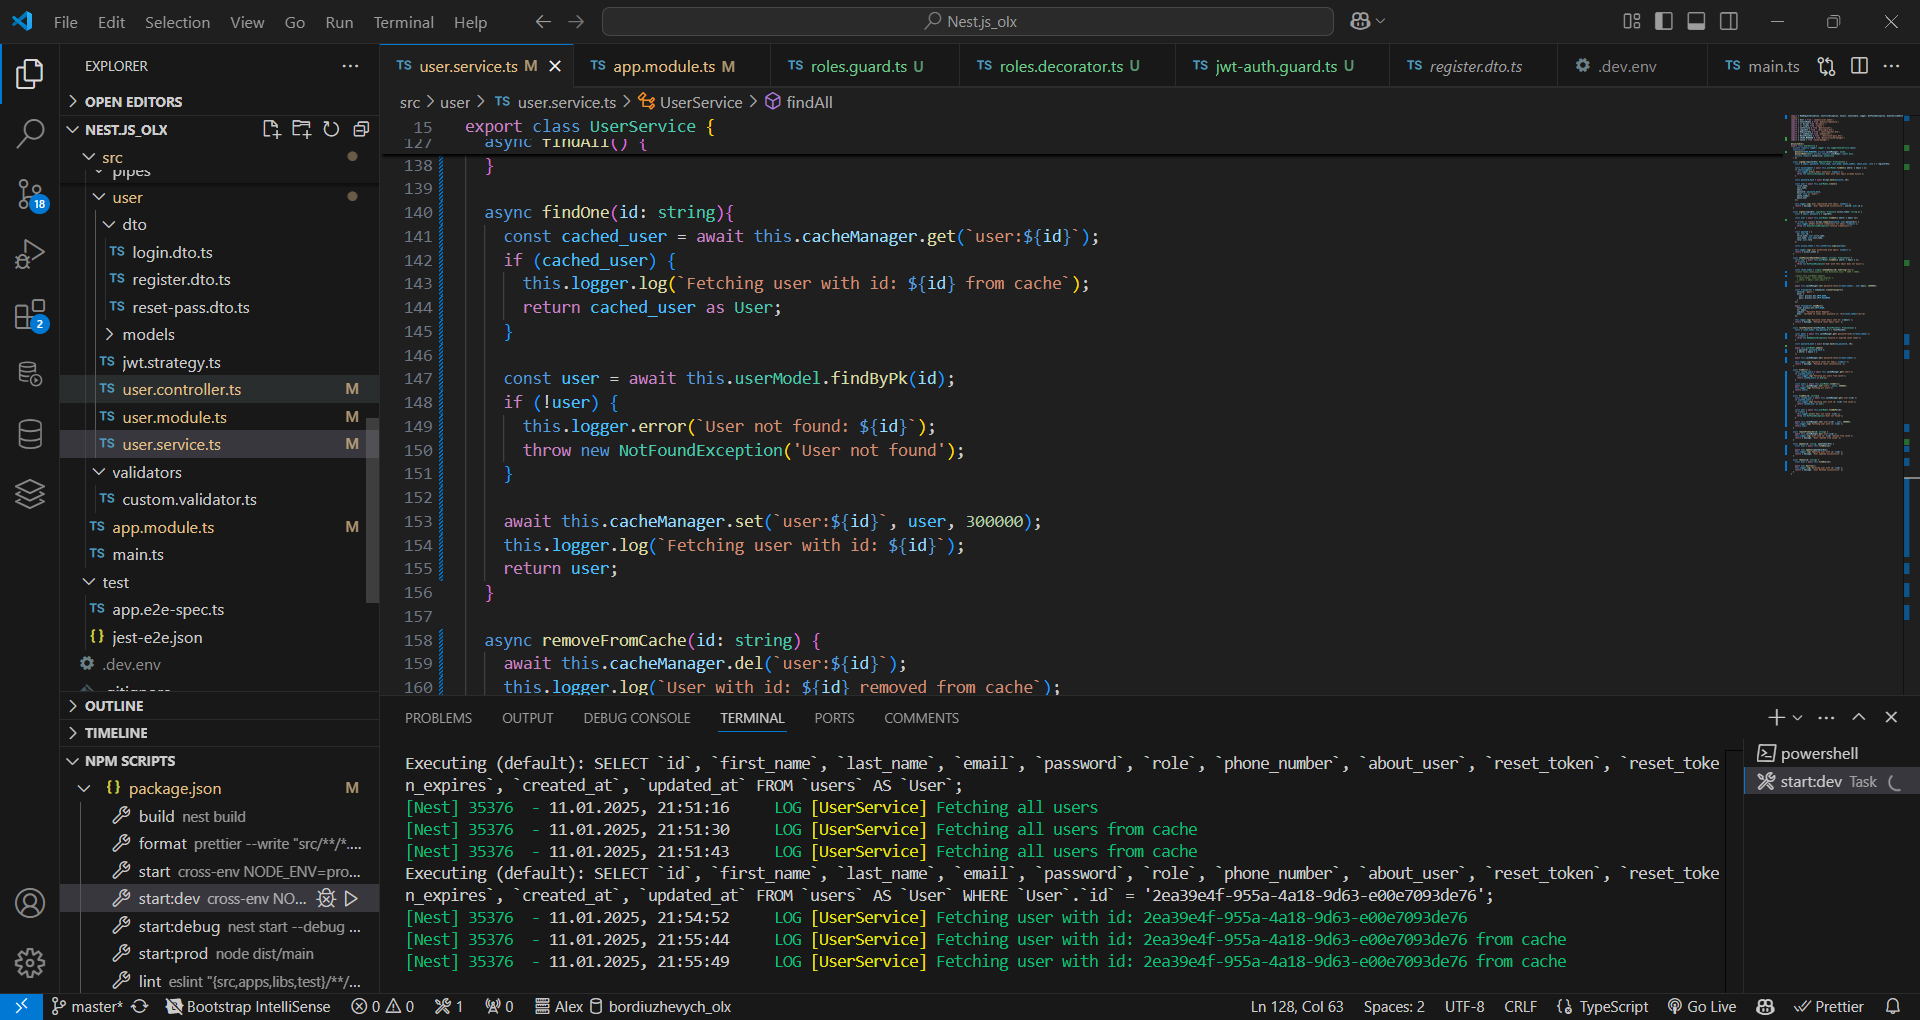 File Edit Selection View Go Run Terminal Help
Nest.js_olx
EXPLORER
OPEN EDITORS
NEST.JS_OLX
src
pipes
user
dto
TS login.dto.ts
TS register.dto.ts
TS reset-pass.dto.ts
models
TS jwt.strategy.ts
TS user.controller.ts M
TS user.module.ts M
TS user.service.ts M
validators
TS custom.validator.ts
TS app.module.ts M
TS main.ts
test
TS app.e2e-spec.ts
{} jest-e2e.json
.dev.env
.gitignore
OUTLINE
TIMELINE
NPM SCRIPTS
{} package.json M
build nest build
format prettier --write "src/**/*....
start cross-env NODE_ENV=pro...
start:dev cross-env NO...
start:debug nest start --debug ...
start:prod node dist/main
lint eslint "{src,apps,libs,test}/**/...
18
2
TS user.service.ts M
TS app.module.ts M
TS roles.guard.ts U
TS roles.decorator.ts U
TS jwt-auth.guard.ts U
TS register.dto.ts
.dev.env
TS main.ts
src > user > TS user.service.ts > UserService > findAll
15 export class UserService {
127 async findAll() {
138 }
139
140 async findOne(id: string){
141 const cached_user = await this.cacheManager.get(`user:${id}`);
142 if (cached_user) {
143 this.logger.log(`Fetching user with id: ${id} from cache`);
144 return cached_user as User;
145 }
146
147 const user = await this.userModel.findByPk(id);
148 if (!user) {
149 this.logger.error(`User not found: ${id}`);
150 throw new NotFoundException('User not found');
151 }
152
153 await this.cacheManager.set(`user:${id}`, user, 300000);
154 this.logger.log(`Fetching user with id: ${id}`);
155 return user;
156 }
157
158 async removeFromCache(id: string) {
159 await this.cacheManager.del(`user:${id}`);
160 this.logger.log(`User with id: ${id} removed from cache`);
PROBLEMS OUTPUT DEBUG CONSOLE TERMINAL PORTS COMMENTS
Executing (default): SELECT `id`, `first_name`, `last_name`, `email`, `password`, `role`, `phone_number`, `about_user`, `reset_token`, `reset_toke
n_expires`, `created_at`, `updated_at` FROM `users` AS `User`;
[Nest] 35376 - 11.01.2025, 21:51:16 LOG [UserService] Fetching all users
[Nest] 35376 - 11.01.2025, 21:51:30 LOG [UserService] Fetching all users from cache
[Nest] 35376 - 11.01.2025, 21:51:43 LOG [UserService] Fetching all users from cache
Executing (default): SELECT `id`, `first_name`, `last_name`, `email`, `password`, `role`, `phone_number`, `about_user`, `reset_token`, `reset_toke
n_expires`, `created_at`, `updated_at` FROM `users` AS `User` WHERE `User`.`id` = '2ea39e4f-955a-4a18-9d63-e00e7093de76';
[Nest] 35376 - 11.01.2025, 21:54:52 LOG [UserService] Fetching user with id: 2ea39e4f-955a-4a18-9d63-e00e7093de76
[Nest] 35376 - 11.01.2025, 21:55:44 LOG [UserService] Fetching user with id: 2ea39e4f-955a-4a18-9d63-e00e7093de76 from cache
[Nest] 35376 - 11.01.2025, 21:55:49 LOG [UserService] Fetching user with id: 2ea39e4f-955a-4a18-9d63-e00e7093de76 from cache
powershell
start:dev Task
master* Bootstrap IntelliSense 0 0 1 0 Alex bordiuzhevych_olx Ln 128, Col 63 Spaces: 2 UTF-8 CRLF TypeScript Go Live Prettier